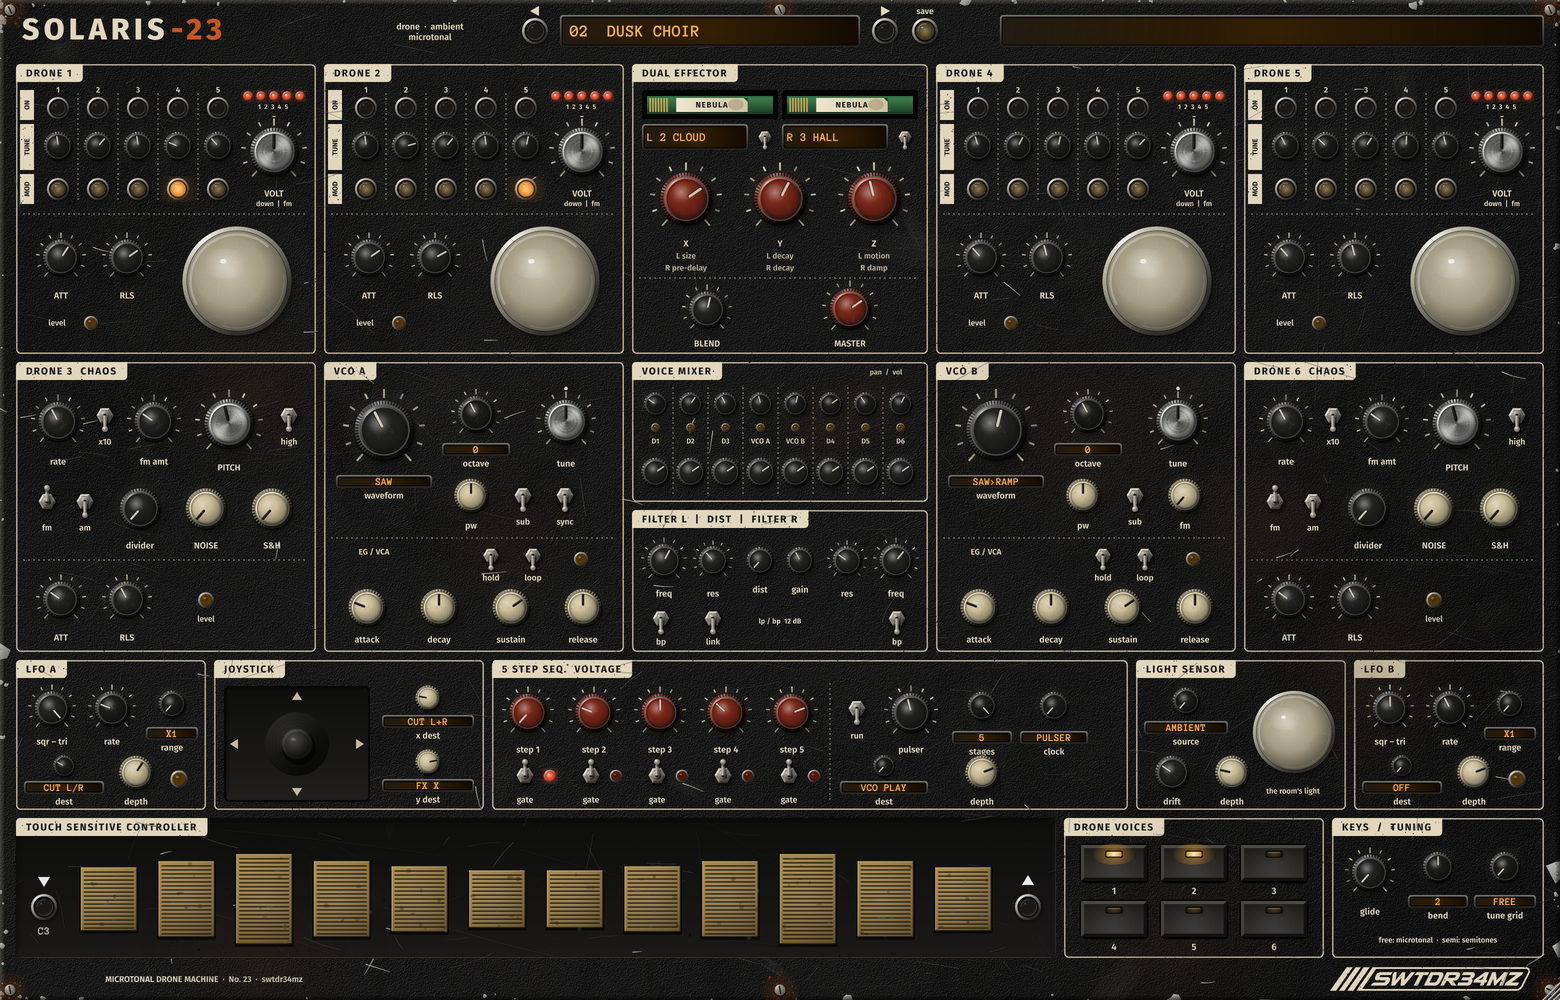 SOLARIS-23
drone · ambient
microtonal
02 DUSK CHOIR
save
DRONE 1
ON
1 2 3 4 5
1 2 3 4 5
TUNE
MOD
VOLT
down | fm
ATT
RLS
level
DRONE 2
ON
1 2 3 4 5
1 2 3 4 5
TUNE
MOD
VOLT
down | fm
ATT
RLS
level
DUAL EFFECTOR
NEBULA
NEBULA
L 2 CLOUD
R 3 HALL
X
L size
R pre-delay
Y
L decay
R decay
Z
L motion
R damp
BLEND
MASTER
DRONE 4
ON
1 2 3 4 5
1 2 3 4 5
TUNE
MOD
VOLT
down | fm
ATT
RLS
level
DRONE 5
ON
1 2 3 4 5
1 2 3 4 5
TUNE
MOD
VOLT
down | fm
ATT
RLS
level
DRONE 3 CHAOS
rate
x10
fm amt
PITCH
high
fm
am
divider
NOISE
S&H
ATT
RLS
level
VCO A
SAW
waveform
0
octave
tune
pw
sub
sync
EG / VCA
hold
loop
attack
decay
sustain
release
VOICE MIXER
pan / vol
D1
D2
D3
VCO A
VCO B
D4
D5
D6
FILTER L | DIST | FILTER R
freq
res
dist
gain
res
freq
bp
link
lp / bp 12 dB
bp
VCO B
SAW>RAMP
waveform
0
octave
tune
pw
sub
fm
EG / VCA
hold
loop
attack
decay
sustain
release
DRONE 6 CHAOS
rate
x10
fm amt
PITCH
high
fm
am
divider
NOISE
S&H
ATT
RLS
level
LFO A
sqr – tri
rate
X1
range
CUT L/R
dest
depth
JOYSTICK
CUT L+R
x dest
FX X
y dest
5 STEP SEQ. VOLTAGE
step 1
step 2
step 3
step 4
step 5
gate
gate
gate
gate
gate
run
pulser
5
stages
PULSER
clock
VCO PLAY
dest
depth
LIGHT SENSOR
AMBIENT
source
drift
depth
the room's light
LFO B
sqr – tri
rate
X1
range
OFF
dest
depth
TOUCH SENSITIVE CONTROLLER
C3
DRONE VOICES
1
2
3
4
5
6
KEYS / TUNING
glide
2
bend
FREE
tune grid
free: microtonal · semi: semitones
MICROTONAL DRONE MACHINE · No. 23 · swtdr34mz
SWTDR34MZ